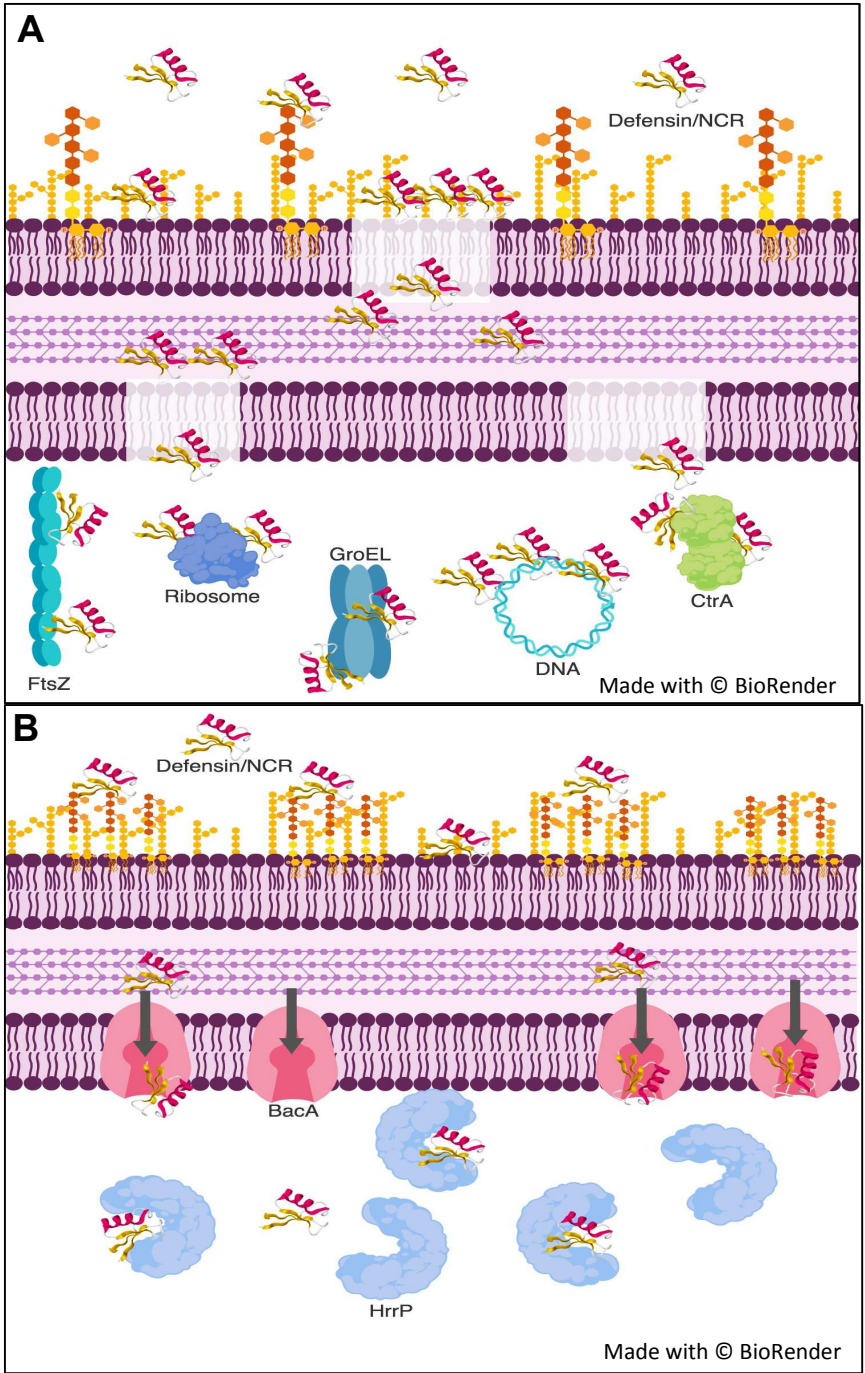 A
Defensin/NCR
GroEL
Ribosome
CtrA
DNA
FtsZ
Made with © BioRender
B
Defensin/NCR
BacA
HrrP
Made with © BioRender